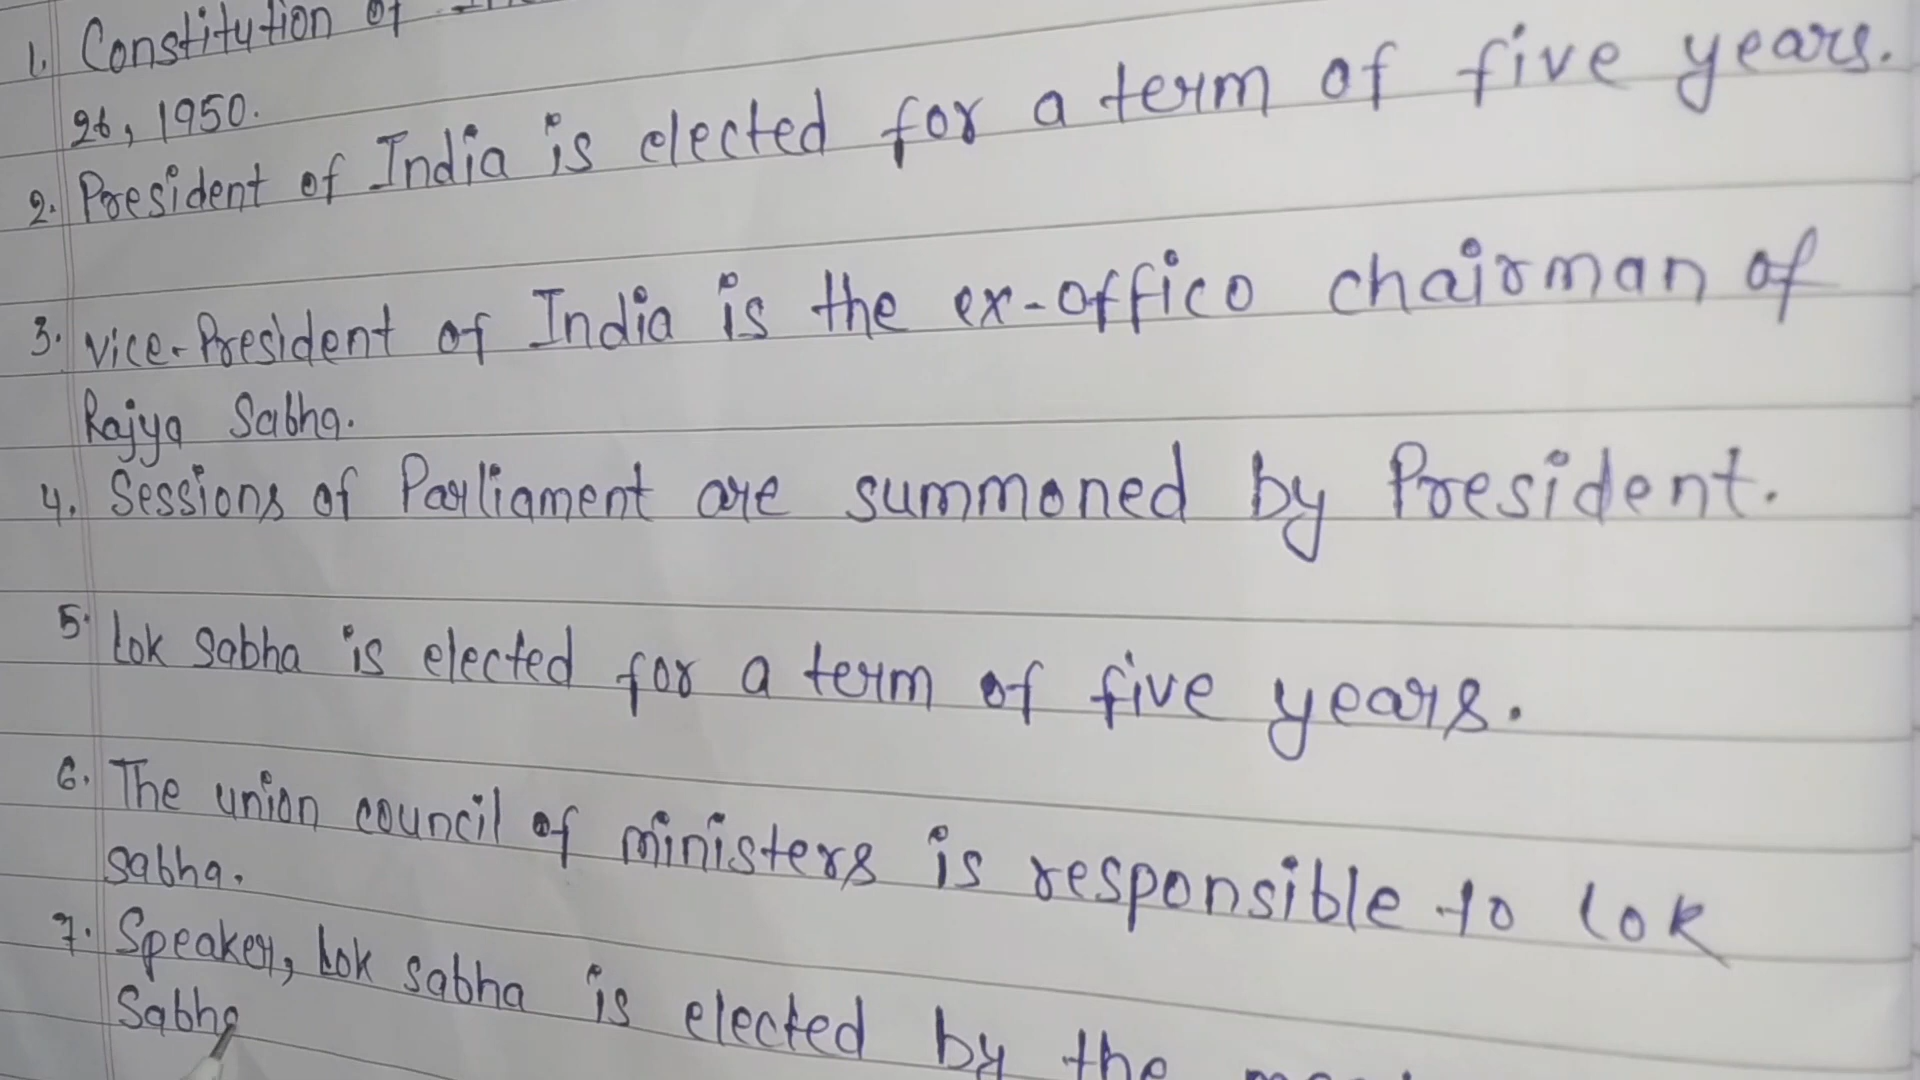 1. Constitution of
26, 1950.
2. President of India is elected for a term of five years.
3. Vice-President of India is the ex-offico chairman of
Rajya Sabha.
4. Sessions of Parliament are summoned by President.
5. Lok Sabha is elected for a term of five years.
6. The union council of ministers is responsible to Lok
Sabha.
7. Speaker, Lok Sabha is elected by the
Sabha